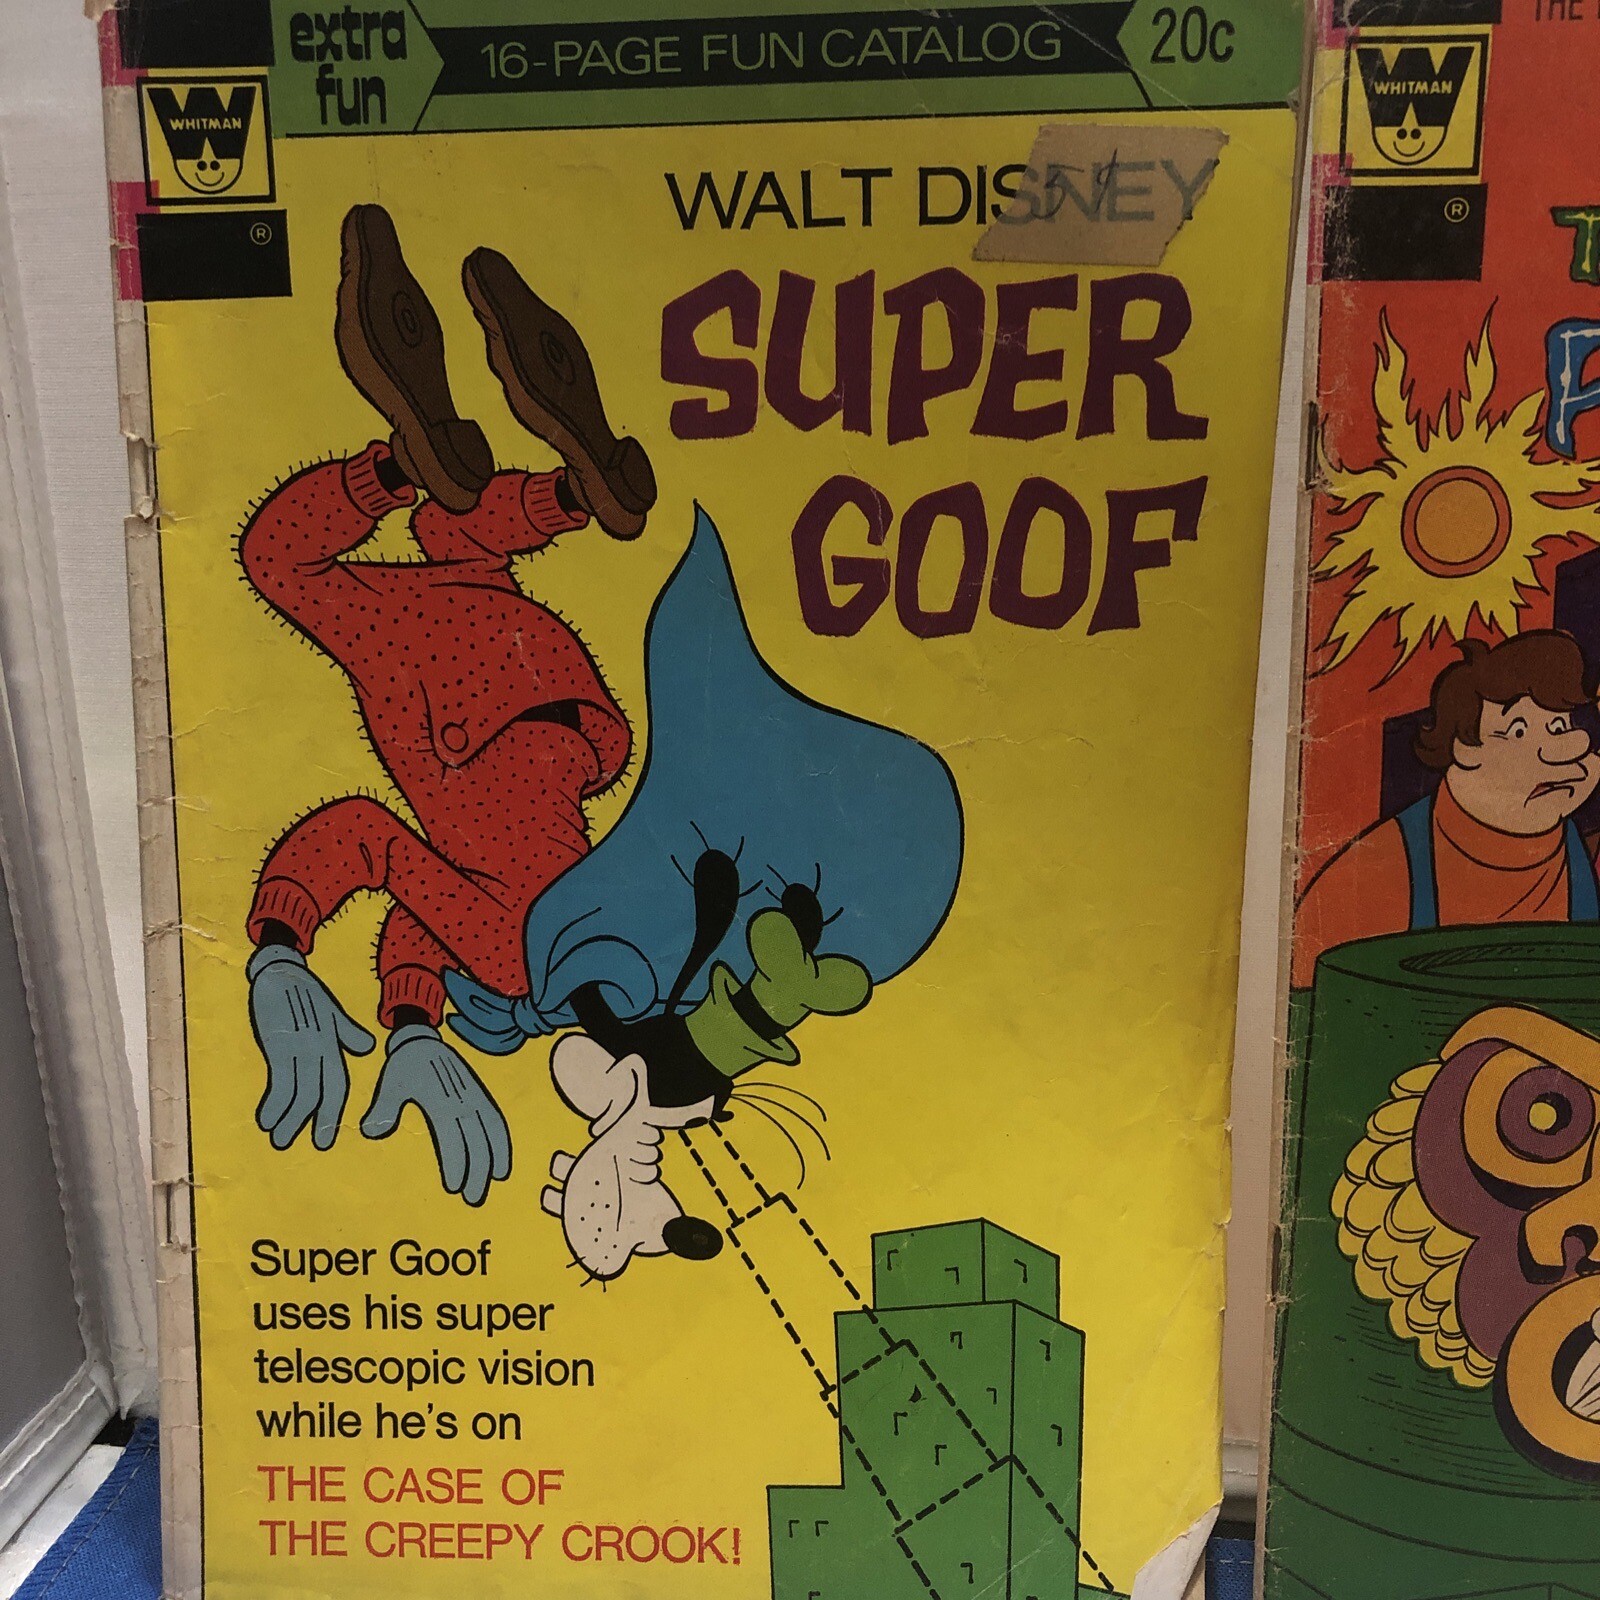 extra
fun
16-PAGE FUN CATALOG
20c
WHITMAN
®
WALT DISNEY
SUPER
GOOF
Super Goof
uses his super
telescopic vision
while he's on
THE CASE OF
THE CREEPY CROOK!
THE
WHITMAN
®